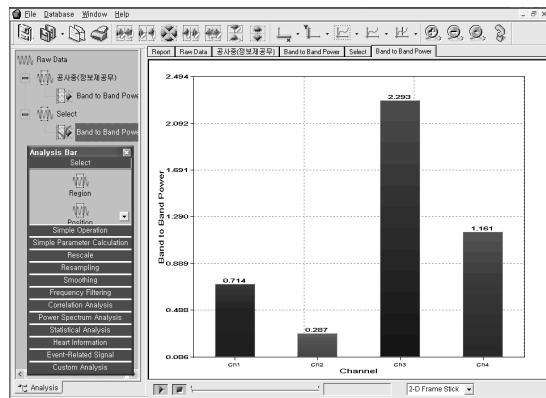 File Database Window Help
Raw Data
공사중(정보제공무)
Band to Band Powe
Select
Band to Band Powe
Analysis Bar
Select
Region
Position
Simple Operation
Simple Parameter Calculation
Rescale
Resampling
Smoothing
Frequency Filtering
Correlation Analysis
Power Spectrum Analysis
Statistical Analysis
Heart Information
Event-Related Signal
Custom Analysis
Analysis
Report Raw Data 공사중(정보제공무) Band to Band Power Select Band to Band Power
Band to Band Power
2.494
2.092
1.691
1.290
0.889
0.488
0.086
0.714
0.287
2.293
1.161
Ch1 Ch2 Ch3 Ch4
Channel
2-D Frame Stick